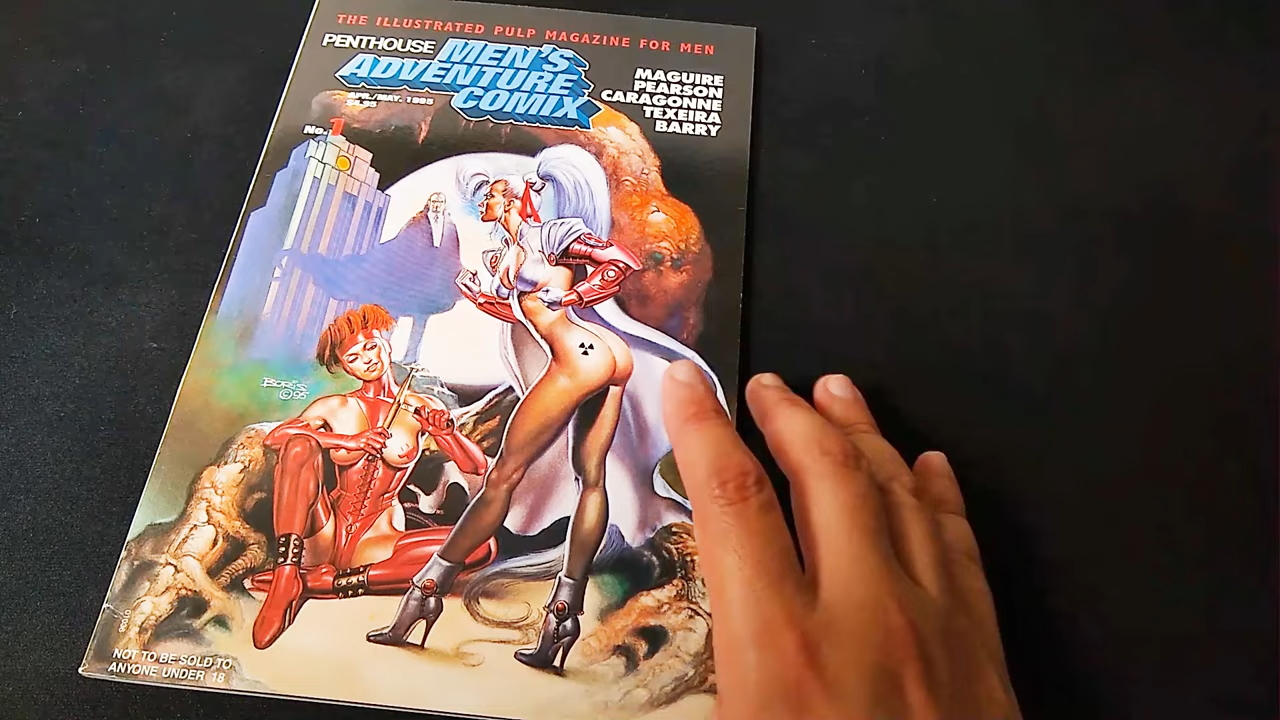 THE ILLUSTRATED PULP MAGAZINE FOR MEN
PENTHOUSE MEN'S
ADVENTURE
COMIX
APR./MAY. 1995
$4.95
No. 1
MAGUIRE
PEARSON
CARAGONNE
TEXEIRA
BARRY
BORIS
©95
NOT TO BE SOLD TO
ANYONE UNDER 18